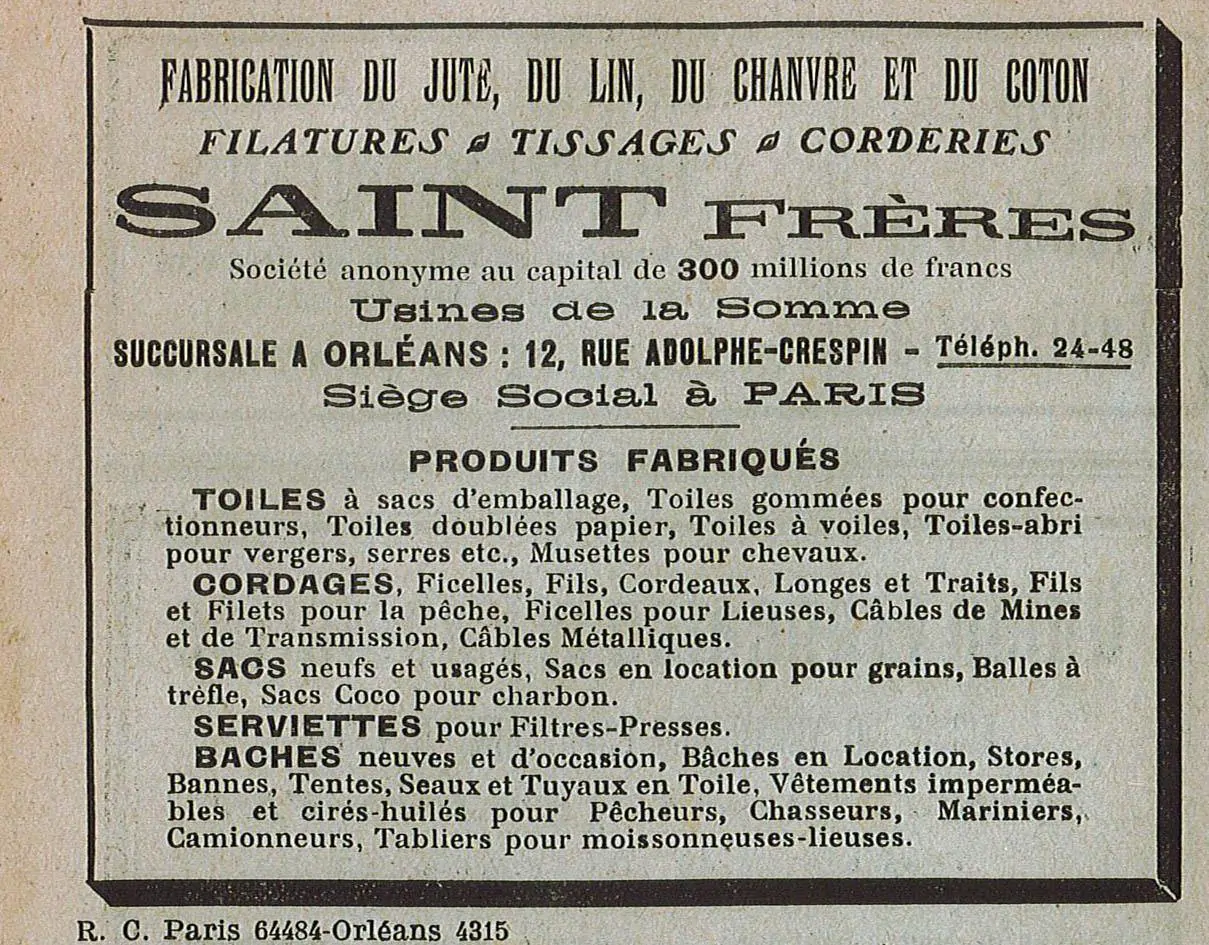 FABRICATION DU JUTE, DU LIN, DU CHANVRE ET DU COTON
FILATURES TISSAGES CORDERIES
SAINT FRÈRES
Société anonyme au capital de 300 millions de francs
Usines de la Somme
SUCCURSALE A ORLÉANS : 12, RUE ADOLPHE-CRESPIN - Téléph. 24-48
Siège Social à PARIS
PRODUITS FABRIQUÉS
TOILES à sacs d'emballage, Toiles gommées pour confec-
tionneurs, Toiles doublées papier, Toiles à voiles, Toiles-abri
pour vergers, serres etc., Musettes pour chevaux.
CORDAGES, Ficelles, Fils, Cordeaux, Longes et Traits, Fils
et Filets pour la pêche, Ficelles pour Lieuses, Câbles de Mines
et de Transmission, Câbles Métalliques.
SACS neufs et usagés, Sacs en location pour grains, Balles à
trèfle, Sacs Coco pour charbon.
SERVIETTES pour Filtres-Presses.
BACHES neuves et d'occasion, Bâches en Location, Stores,
Bannes, Tentes, Seaux et Tuyaux en Toile, Vêtements imperméa-
bles et cirés-huilés pour Pêcheurs, Chasseurs, Mariniers,
Camionneurs, Tabliers pour moissonneuses-lieuses.
R. C. Paris 64484-Orléans 4315